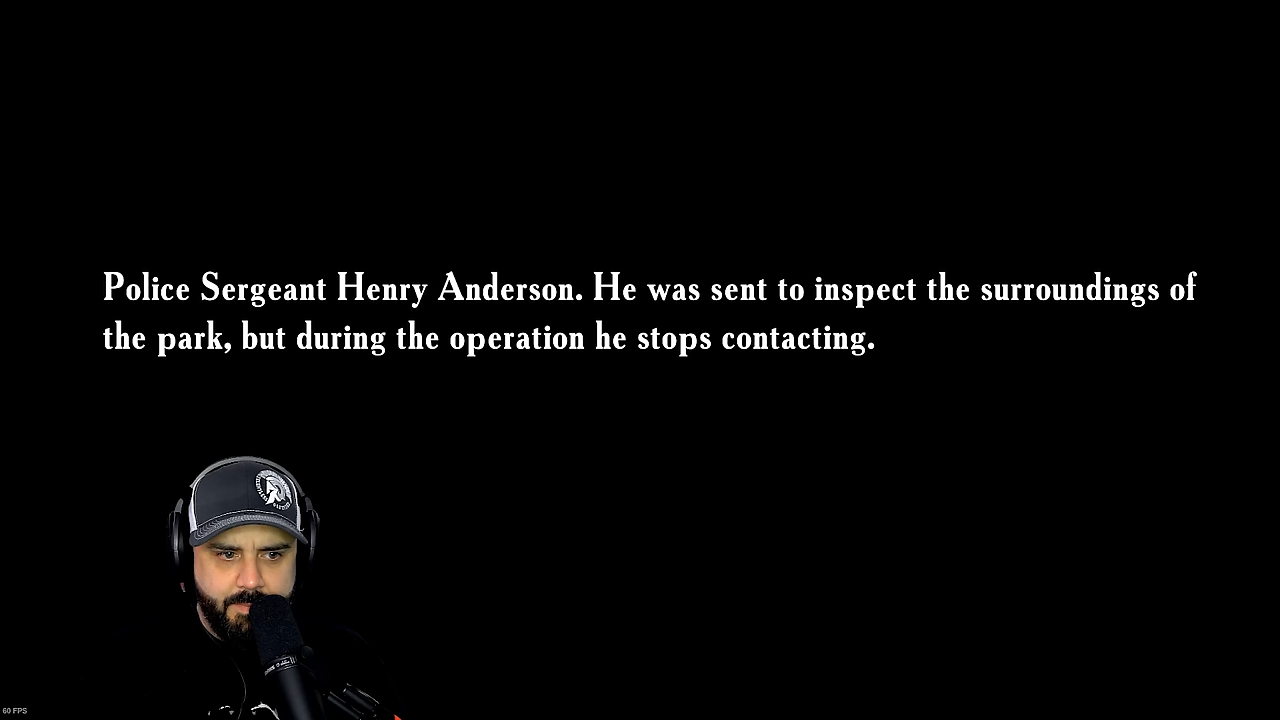 Police Sergeant Henry Anderson. He was sent to inspect the surroundings of
the park, but during the operation he stops contacting.
60 FPS